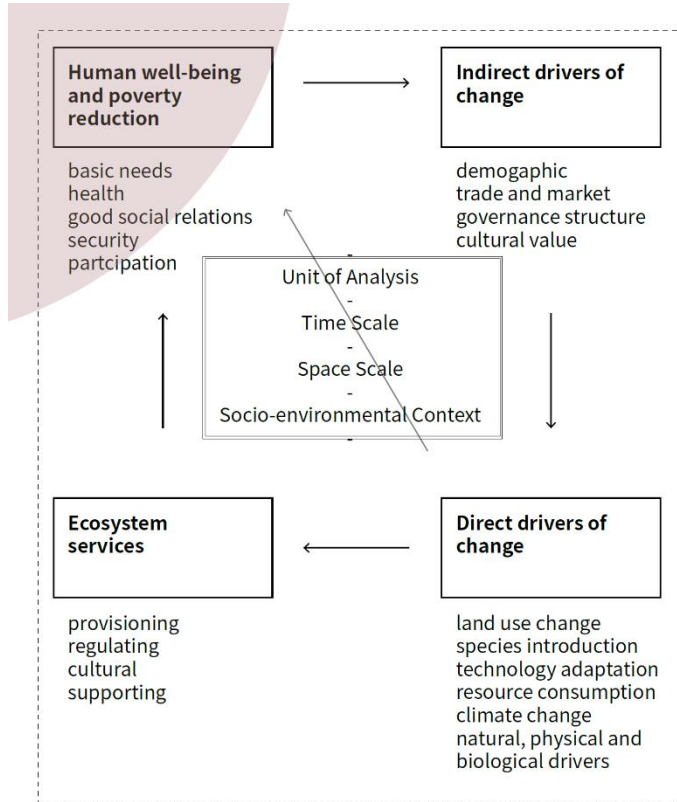 Human well-being
and poverty
reduction
basic needs
health
good social relations
security
partcipation
Indirect drivers of
change
demogaphic
trade and market
governance structure
cultural value
Unit of Analysis
-
Time Scale
-
Space Scale
-
Socio-environmental Context
Ecosystem
services
provisioning
regulating
cultural
supporting
Direct drivers of
change
land use change
species introduction
technology adaptation
resource consumption
climate change
natural, physical and
biological drivers